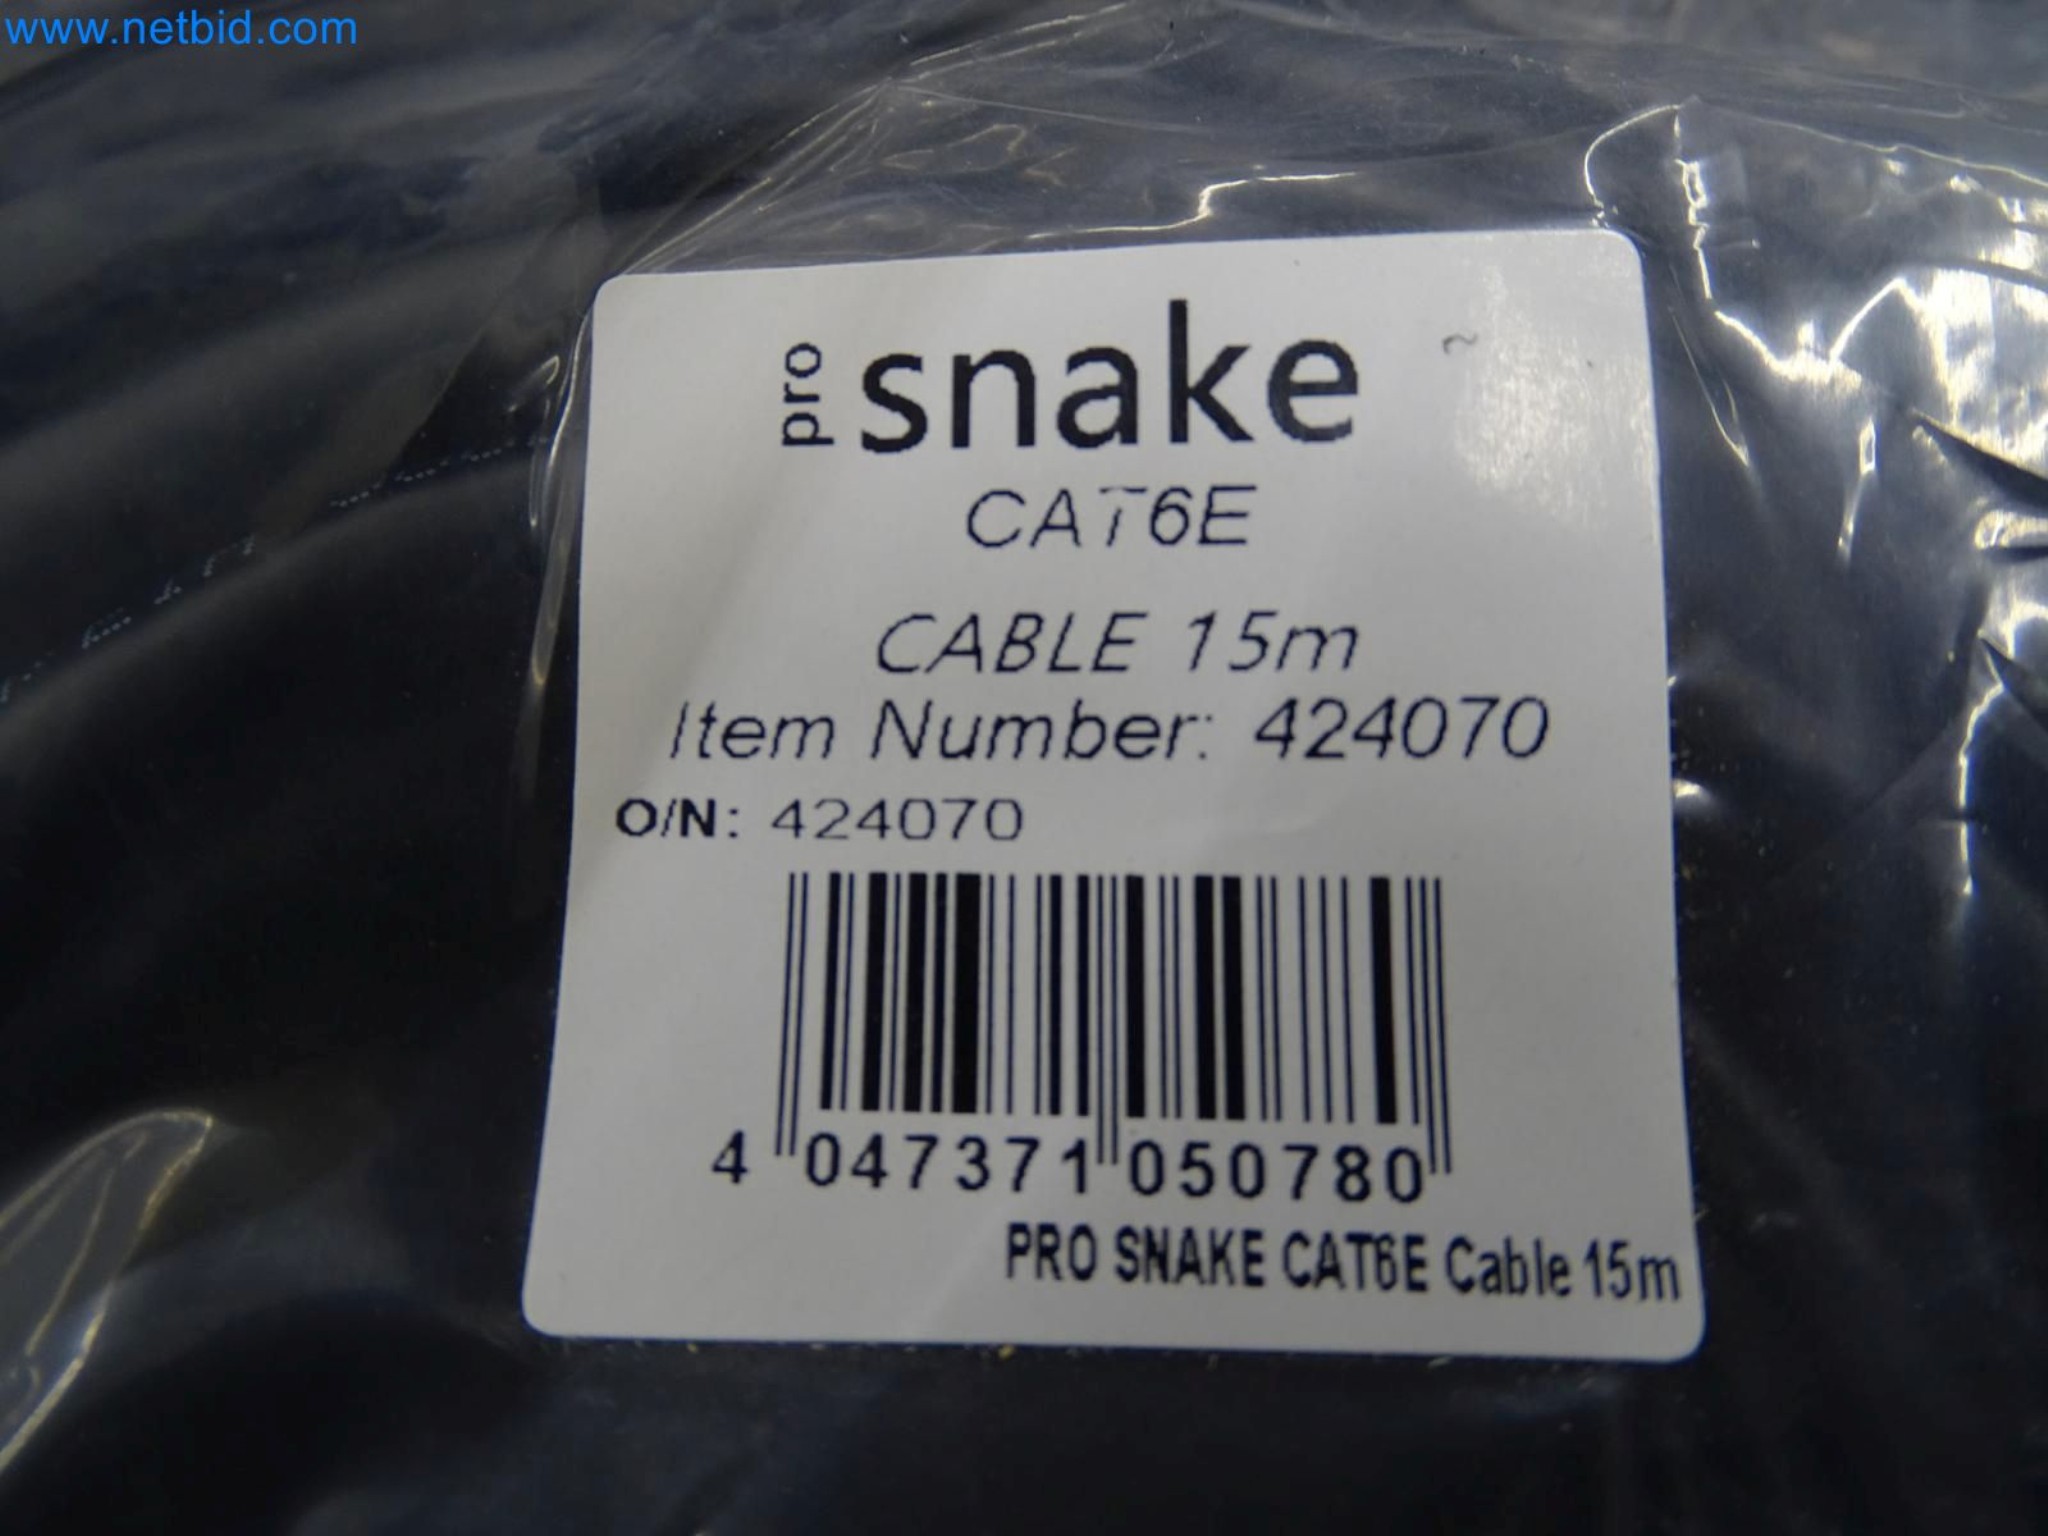 www.netbid.com
pro snake
CAT6E
CABLE 15m
Item Number: 424070
O/N: 424070
4 047371 050780
PRO SNAKE CAT6E Cable 15m